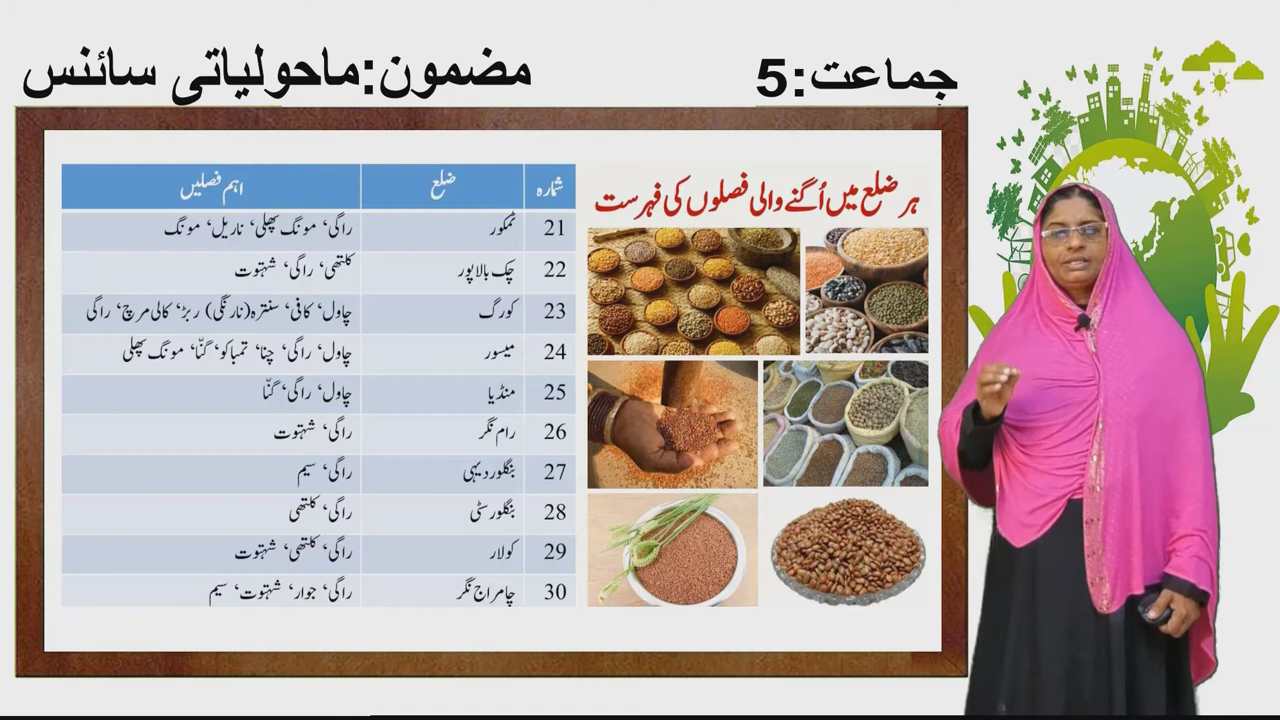 جماعت:5
مضمون:ماحولیاتی سائنس
ہر ضلع میں اُگنے والی فصلوں کی فہرست
شمارہ ضلع اہم فصلیں
21 ٹمکور راگی، مونگ پھلی، ناریل، مونگ
22 چک بالاپور کلتھی، راگی، شہتوت
23 کورگ چاول، کافی، سنترہ(نارنگی) ربڑ، کالی مرچ، راگی
24 میسور چاول، راگی، چنا، تمباکو، گنّا، مونگ پھلی
25 منڈیا چاول، راگی، گنّا
26 رام نگر راگی، شہتوت
27 بنگلور دیہی راگی، سیم
28 بنگلور سٹی راگی، کلتھی
29 کولار راگی، کلتھی، شہتوت
30 چامراج نگر راگی، جوار، شہتوت، سیم